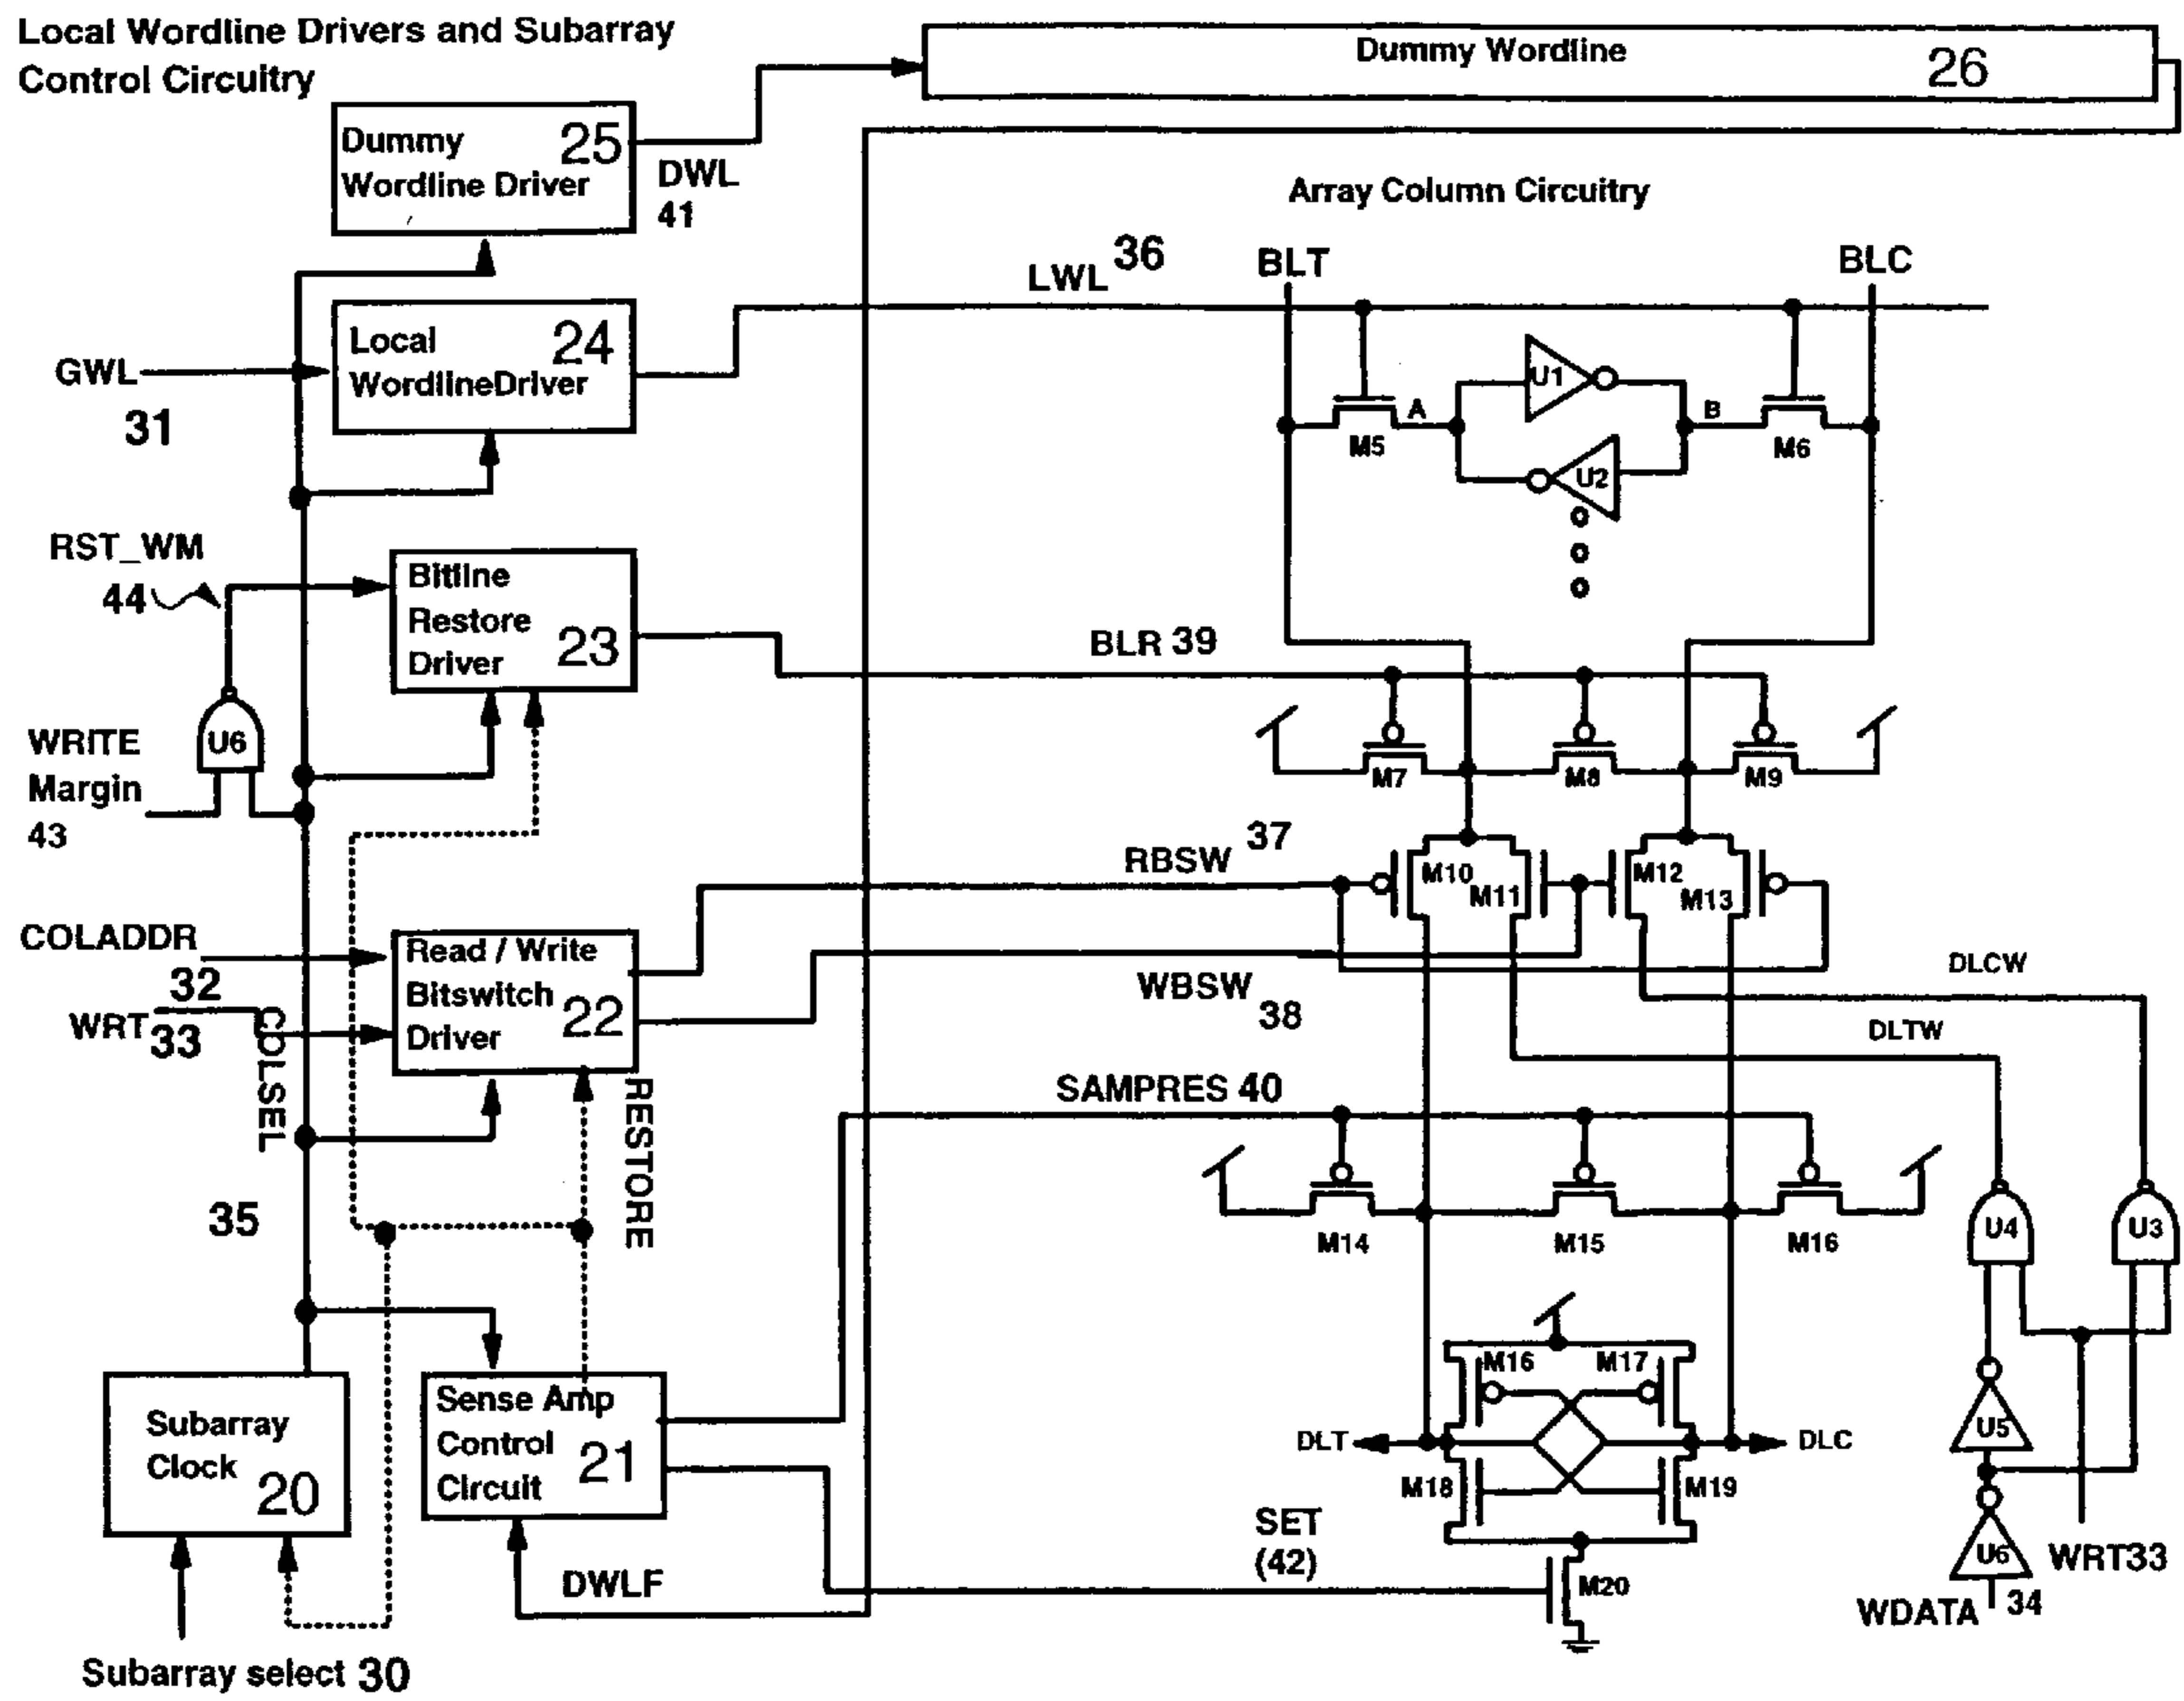 Local Wordline Drivers and Subarray
Control Circuitry
Dummy Wordline
26
Dummy
Wordline Driver
25
DWL
41
Array Column Circuitry
LWL
36
BLT
BLC
GWL
31
Local
WordlineDriver
24
U1
A
B
M5
M6
U2
RST_WM
44
Bitline
Restore
Driver
23
BLR 39
WRITE
Margin
43
U6
M7
M8
M9
RBSW
37
M10
M11
M12
M13
COLADDR
32
WRT
33
Read / Write
Bitswitch
Driver
22
WBSW
38
DLCW
DLTW
COLSEL
RESTORE
35
SAMPRES 40
M14
M15
M16
U4
U3
M16
M17
Subarray
Clock
20
Sense Amp
Control
Circuit
21
DLT
DLC
M18
M19
U5
SET
(42)
M20
U6
WRT33
DWLF
WDATA
34
Subarray select 30